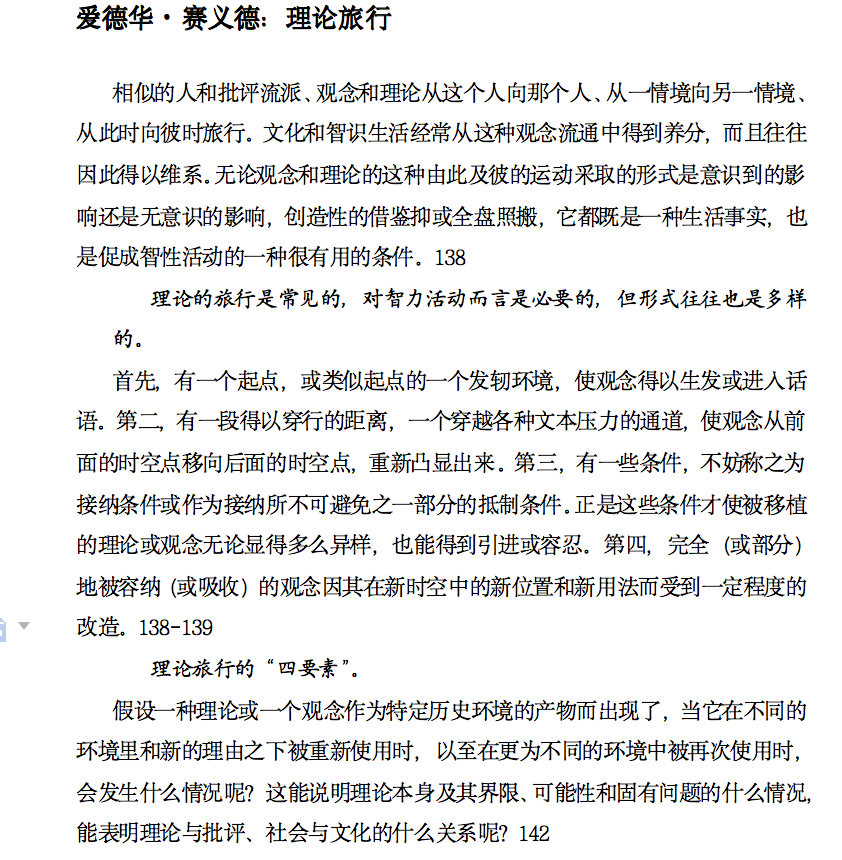 爱德华·赛义德：理论旅行
相似的人和批评流派、观念和理论从这个人向那个人、从一情境向另一情境、
从此时向彼时旅行。文化和智识生活经常从这种观念流通中得到养分，而且往往
因此得以维系。无论观念和理论的这种由此及彼的运动采取的形式是意识到的影
响还是无意识的影响，创造性的借鉴抑或全盘照搬，它都既是一种生活事实，也
是促成智性活动的一种很有用的条件。138
理论的旅行是常见的，对智力活动而言是必要的，但形式往往也是多样
的。
首先，有一个起点，或类似起点的一个发轫环境，使观念得以生发或进入话
语。第二，有一段得以穿行的距离，一个穿越各种文本压力的通道，使观念从前
面的时空点移向后面的时空点，重新凸显出来。第三，有一些条件，不妨称之为
接纳条件或作为接纳所不可避免之一部分的抵制条件。正是这些条件才使被移植
的理论或观念无论显得多么异样，也能得到引进或容忍。第四，完全（或部分）
地被容纳（或吸收）的观念因其在新时空中的新位置和新用法而受到一定程度的
改造。138-139
理论旅行的“四要素”。
假设一种理论或一个观念作为特定历史环境的产物而出现了，当它在不同的
环境里和新的理由之下被重新使用时，以至在更为不同的环境中被再次使用时，
会发生什么情况呢？这能说明理论本身及其界限、可能性和固有问题的什么情况，
能表明理论与批评、社会与文化的什么关系呢？142